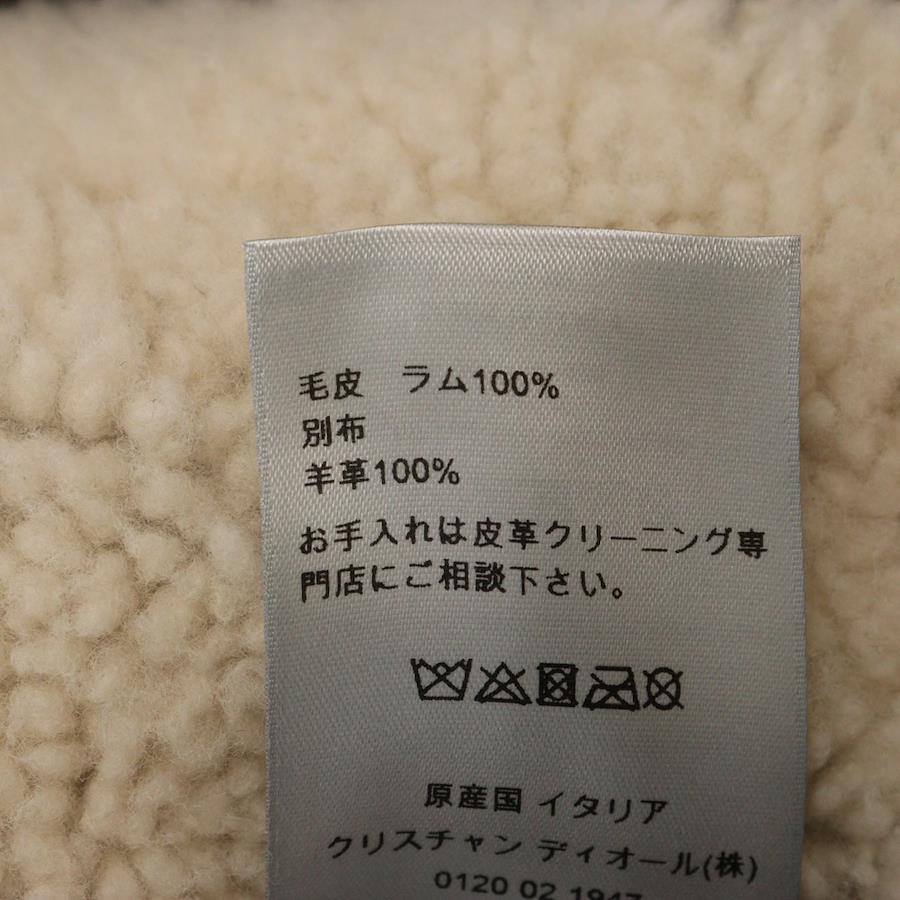 毛皮　ラム100%
別布
羊革100%
お手入れは皮革クリーニング専
門店にご相談下さい。
原産国 イタリア
クリスチャン ディオール(株)
0120 02 1947